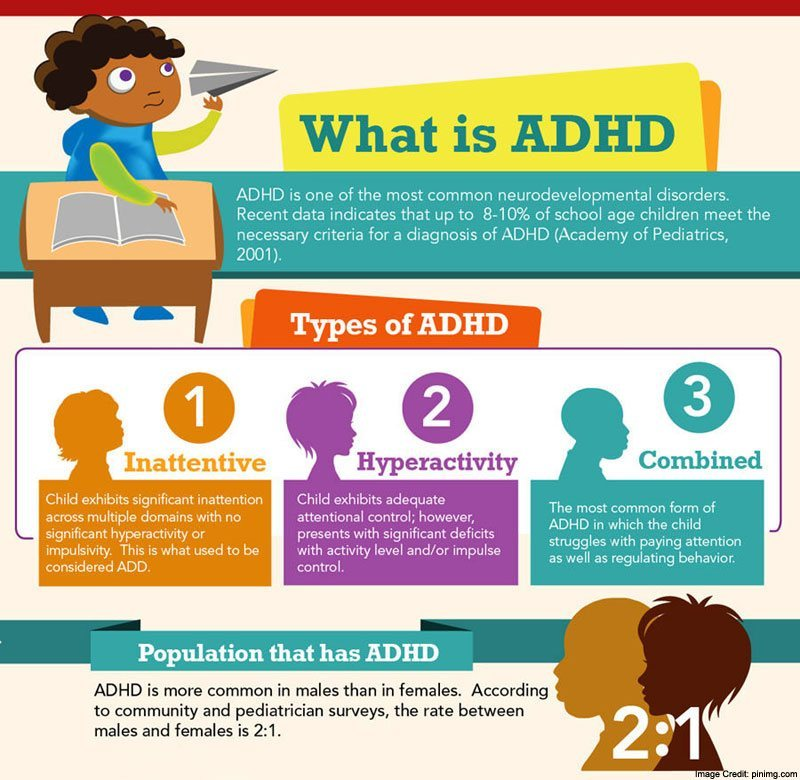 What is ADHD
ADHD is one of the most common neurodevelopmental disorders.
Recent data indicates that up to 8-10% of school age children meet the
necessary criteria for a diagnosis of ADHD (Academy of Pediatrics,
2001).
Types of ADHD
1
Inattentive
Child exhibits significant inattention
across multiple domains with no
significant hyperactivity or
impulsivity. This is what used to be
considered ADD.
2
Hyperactivity
Child exhibits adequate
attentional control; however,
presents with significant deficits
with activity level and/or impulse
control.
3
Combined
The most common form of
ADHD in which the child
struggles with paying attention
as well as regulating behavior.
Population that has ADHD
ADHD is more common in males than in females. According
to community and pediatrician surveys, the rate between
males and females is 2:1.
2:1
Image Credit: pinimg.com